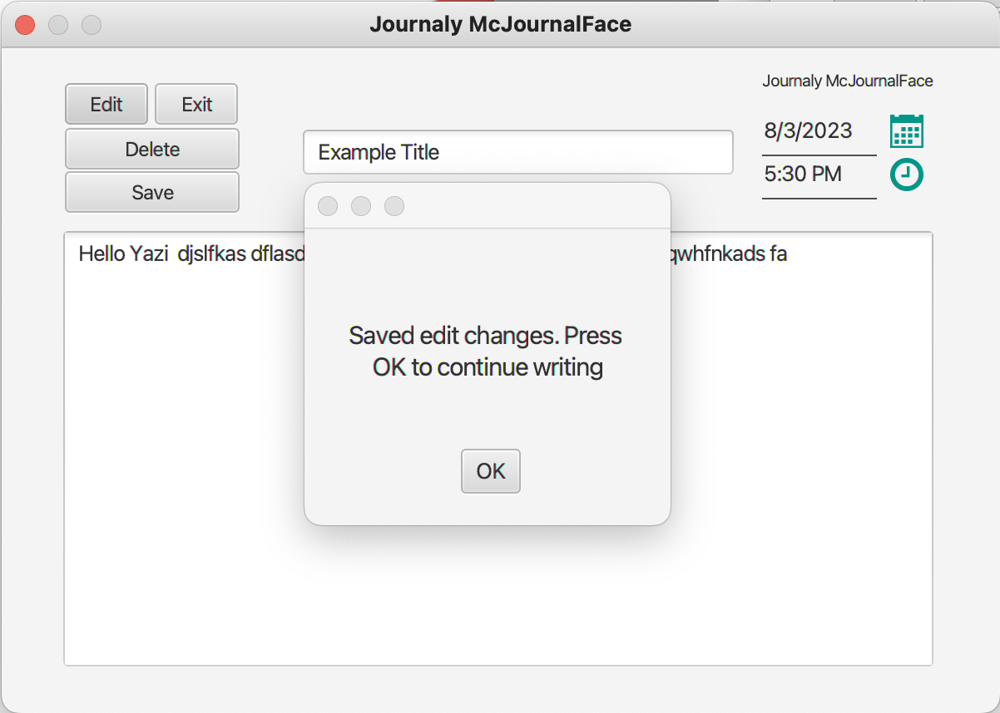 Journaly McJournalFace
Journaly McJournalFace
Edit Exit
Delete
Save
Example Title
8/3/2023
5:30 PM
Hello Yazi djslfkas dflasd qwhfnkads fa
Saved edit changes. Press
OK to continue writing
OK